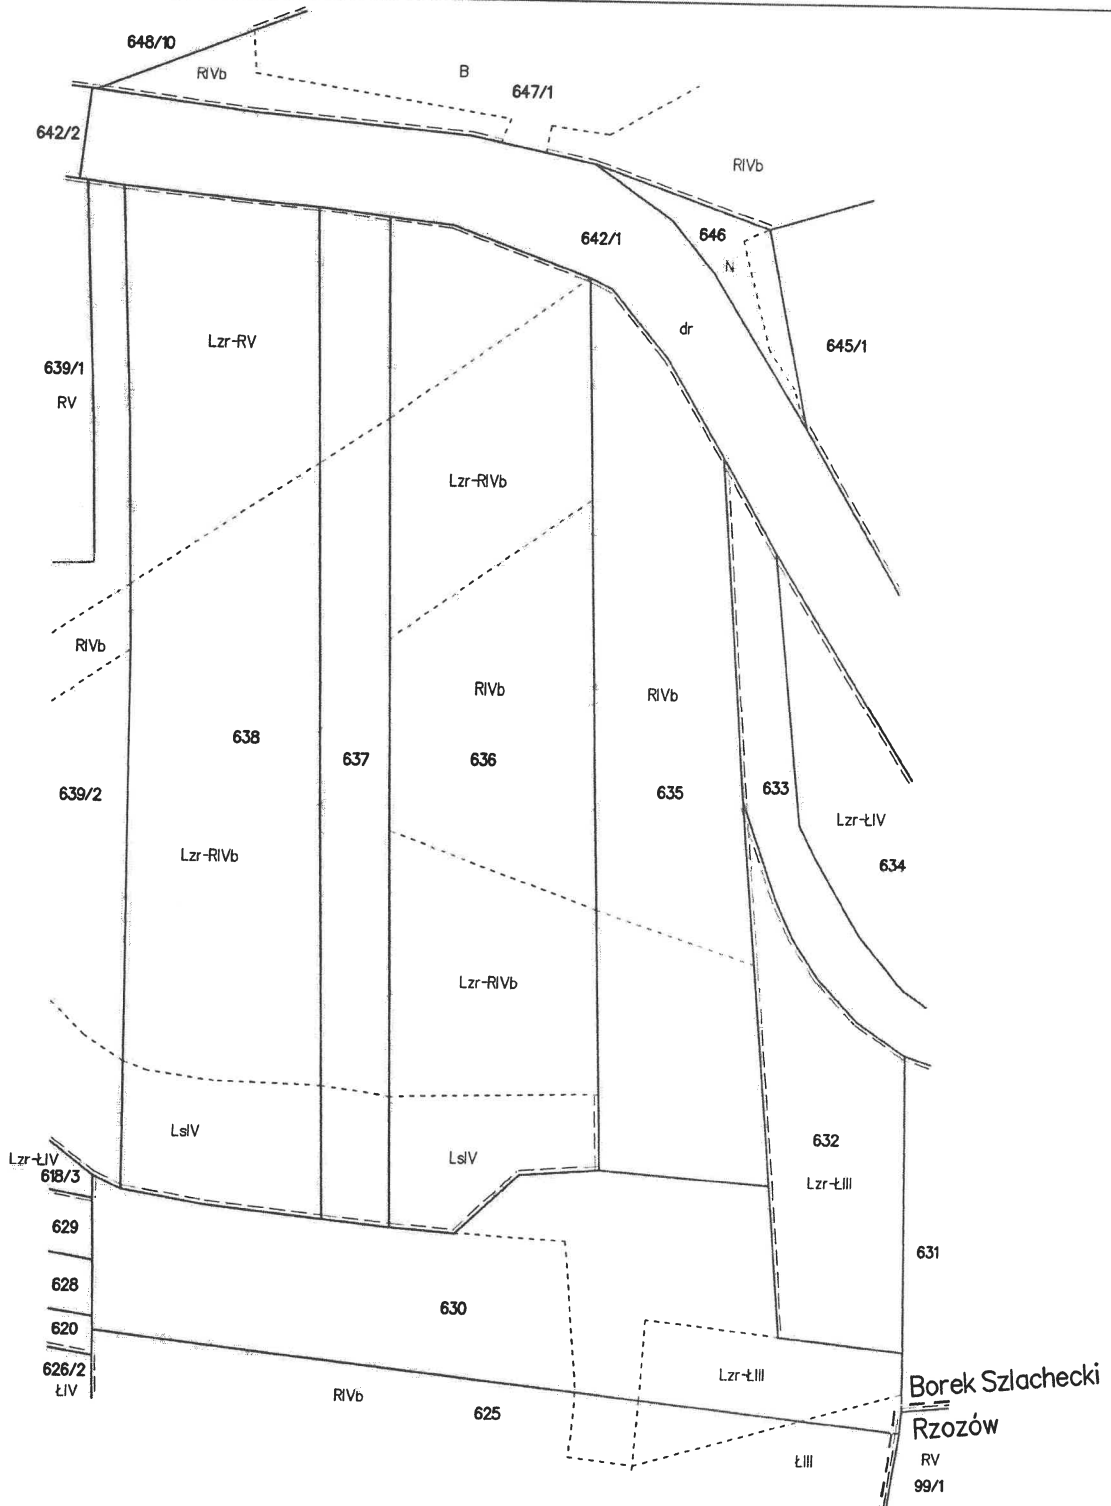 648/10
RIVb
B
647/1
642/2
RIVb
646
642/1
N
dr
Lzr-RV
645/1
639/1
RV
Lzr-RIVb
RIVb
RIVb
RIVb
638
637
636
633
639/2
635
Lzr-ŁIV
Lzr-RIVb
634
Lzr-RIVb
LsIV
632
LsIV
Lzr-ŁIV
618/3
Lzr-ŁIII
629
631
628
630
620
626/2
Lzr-ŁIII
ŁIV
RIVb
625
Borek Szlachecki
Rzozów
ŁIII
RV
99/1